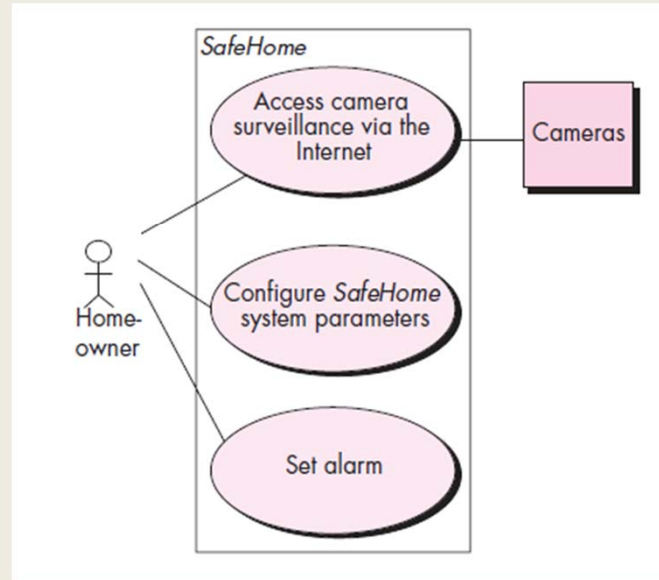 SafeHome
Access camera
surveillance via the
Internet
Cameras
Configure SafeHome
system parameters
Home-
owner
Set alarm